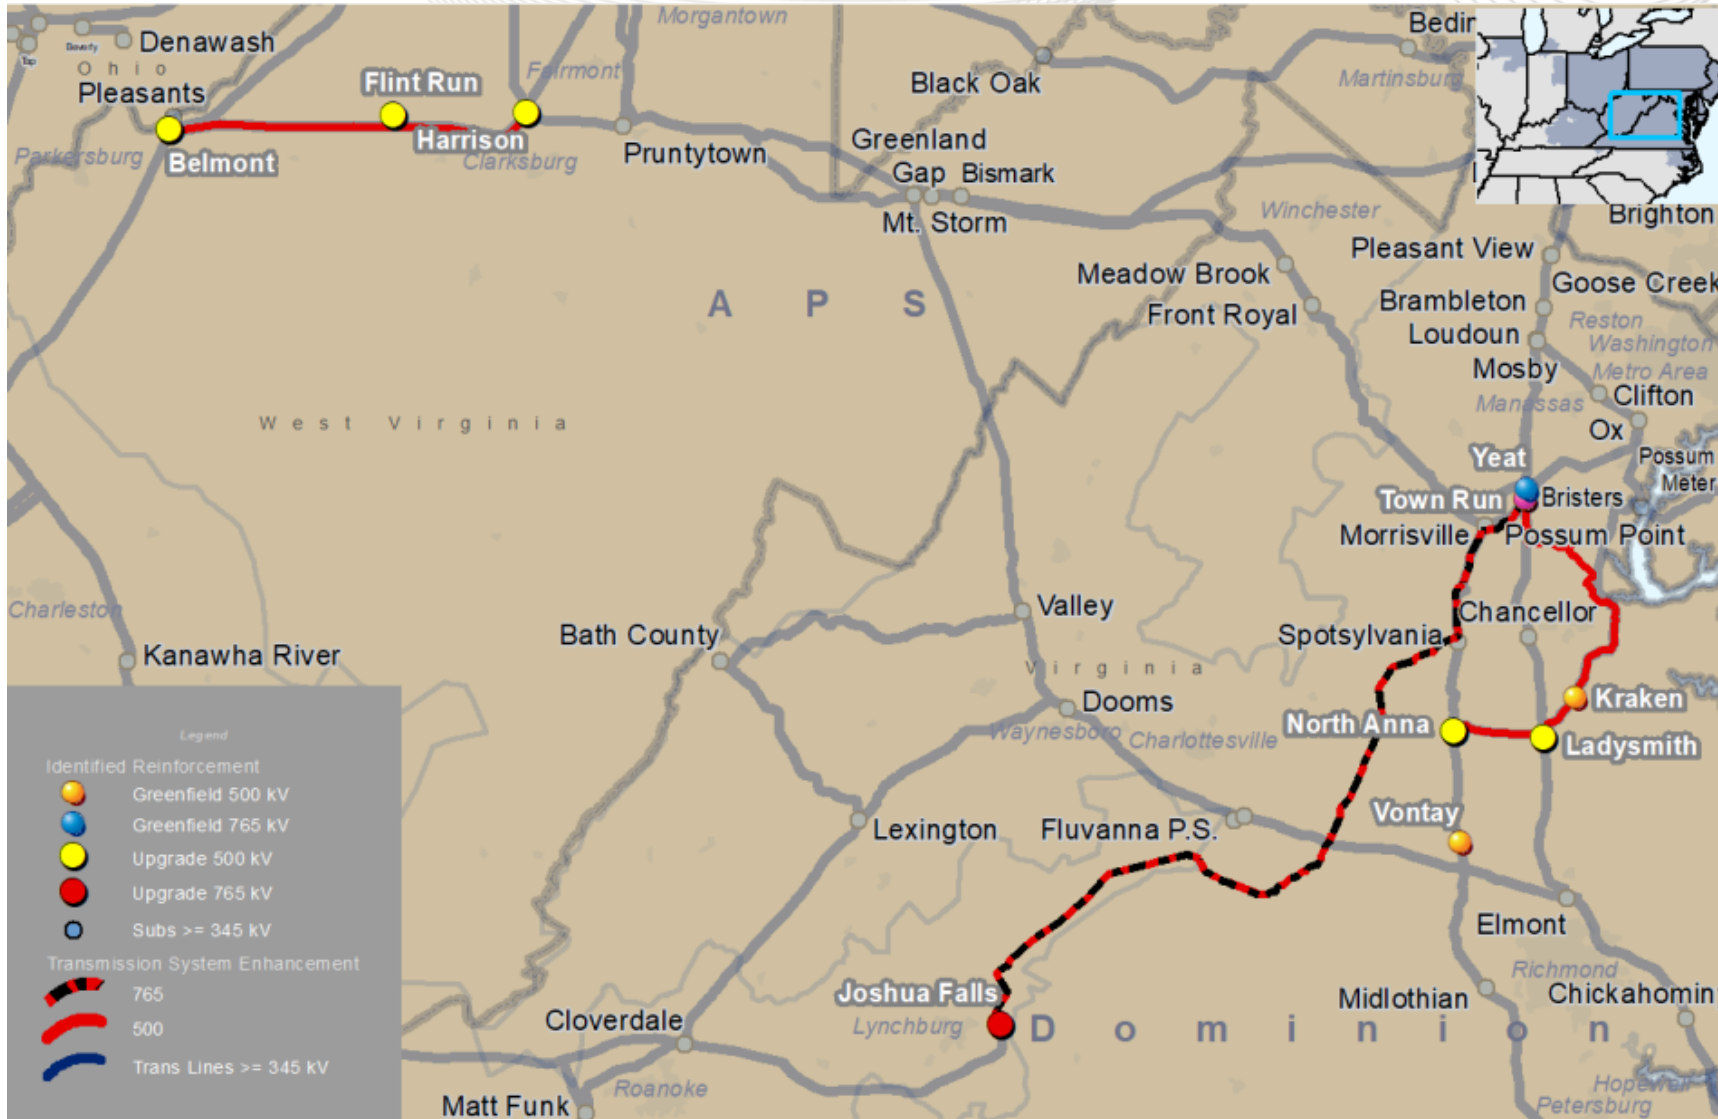 Morgantown
Bedin
Denawash
Beverly
Tap
Ohio
Fairmont
Black Oak
Martinsburg
Pleasants
Flint Run
Harrison
Parkersburg
Belmont
Clarksburg
Pruntytown
Greenland
Gap
Bismark
Mt. Storm
Winchester
Brighton
Pleasant View
Meadow Brook
Goose Creek
APS
Front Royal
Brambleton
Reston
Loudoun
Washington
Mosby
Metro Area
Manassas
Clifton
West Virginia
Ox
Yeat
Possum
Meter
Town Run
Bristers
Morrisville
Possum Point
Charleston
Valley
Chancellor
Bath County
Spotsylvania
Kanawha River
Virginia
Dooms
Kraken
Waynesboro
Charlottesville
North Anna
Ladysmith
Vontay
Lexington
Fluvanna P.S.
Elmont
Richmond
Joshua Falls
Midlothian
Chickahomin
Cloverdale
Lynchburg
Dominion
Roanoke
Hopewell
Matt Funk
Petersburg
Legend
Identified Reinforcement
Greenfield 500 kV
Greenfield 765 kV
Upgrade 500 kV
Upgrade 765 kV
Subs >= 345 kV
Transmission System Enhancement
765
500
Trans Lines >= 345 kV